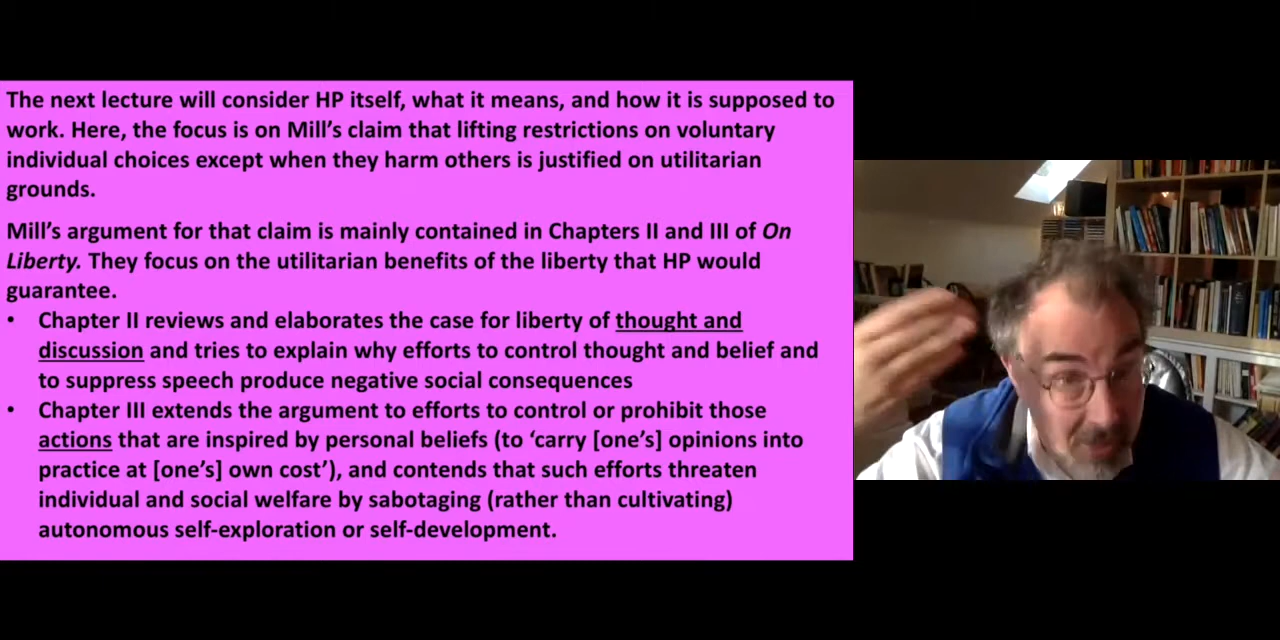 The next lecture will consider HP itself, what it means, and how it is supposed to
work. Here, the focus is on Mill’s claim that lifting restrictions on voluntary
individual choices except when they harm others is justified on utilitarian
grounds.
Mill’s argument for that claim is mainly contained in Chapters II and III of On
Liberty. They focus on the utilitarian benefits of the liberty that HP would
guarantee.
• Chapter II reviews and elaborates the case for liberty of thought and
discussion and tries to explain why efforts to control thought and belief and
to suppress speech produce negative social consequences
• Chapter III extends the argument to efforts to control or prohibit those
actions that are inspired by personal beliefs (to ‘carry [one’s] opinions into
practice at [one’s] own cost’), and contends that such efforts threaten
individual and social welfare by sabotaging (rather than cultivating)
autonomous self-exploration or self-development.